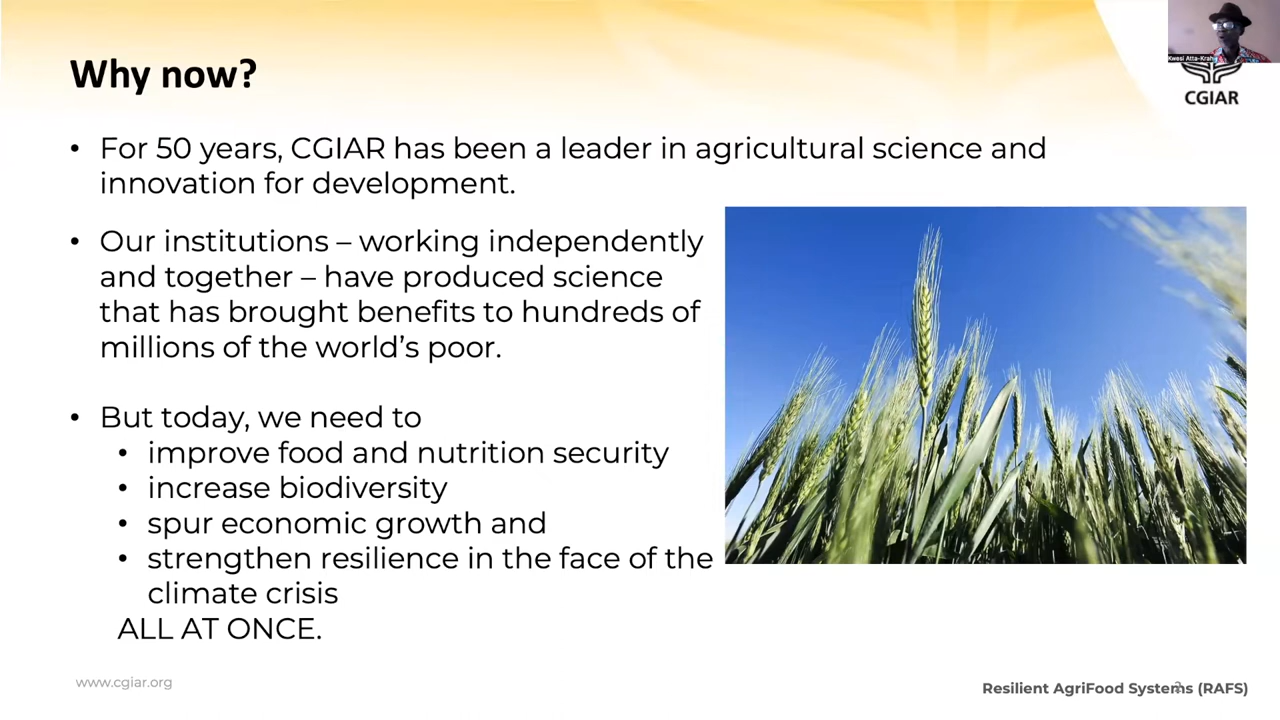 Why now?
Kwesi Atta-Krah
CGIAR
• For 50 years, CGIAR has been a leader in agricultural science and
innovation for development.
• Our institutions – working independently
and together – have produced science
that has brought benefits to hundreds of
millions of the world’s poor.
• But today, we need to
• improve food and nutrition security
• increase biodiversity
• spur economic growth and
• strengthen resilience in the face of the
climate crisis
ALL AT ONCE.
www.cgiar.org
Resilient AgriFood Systems (RAFS)